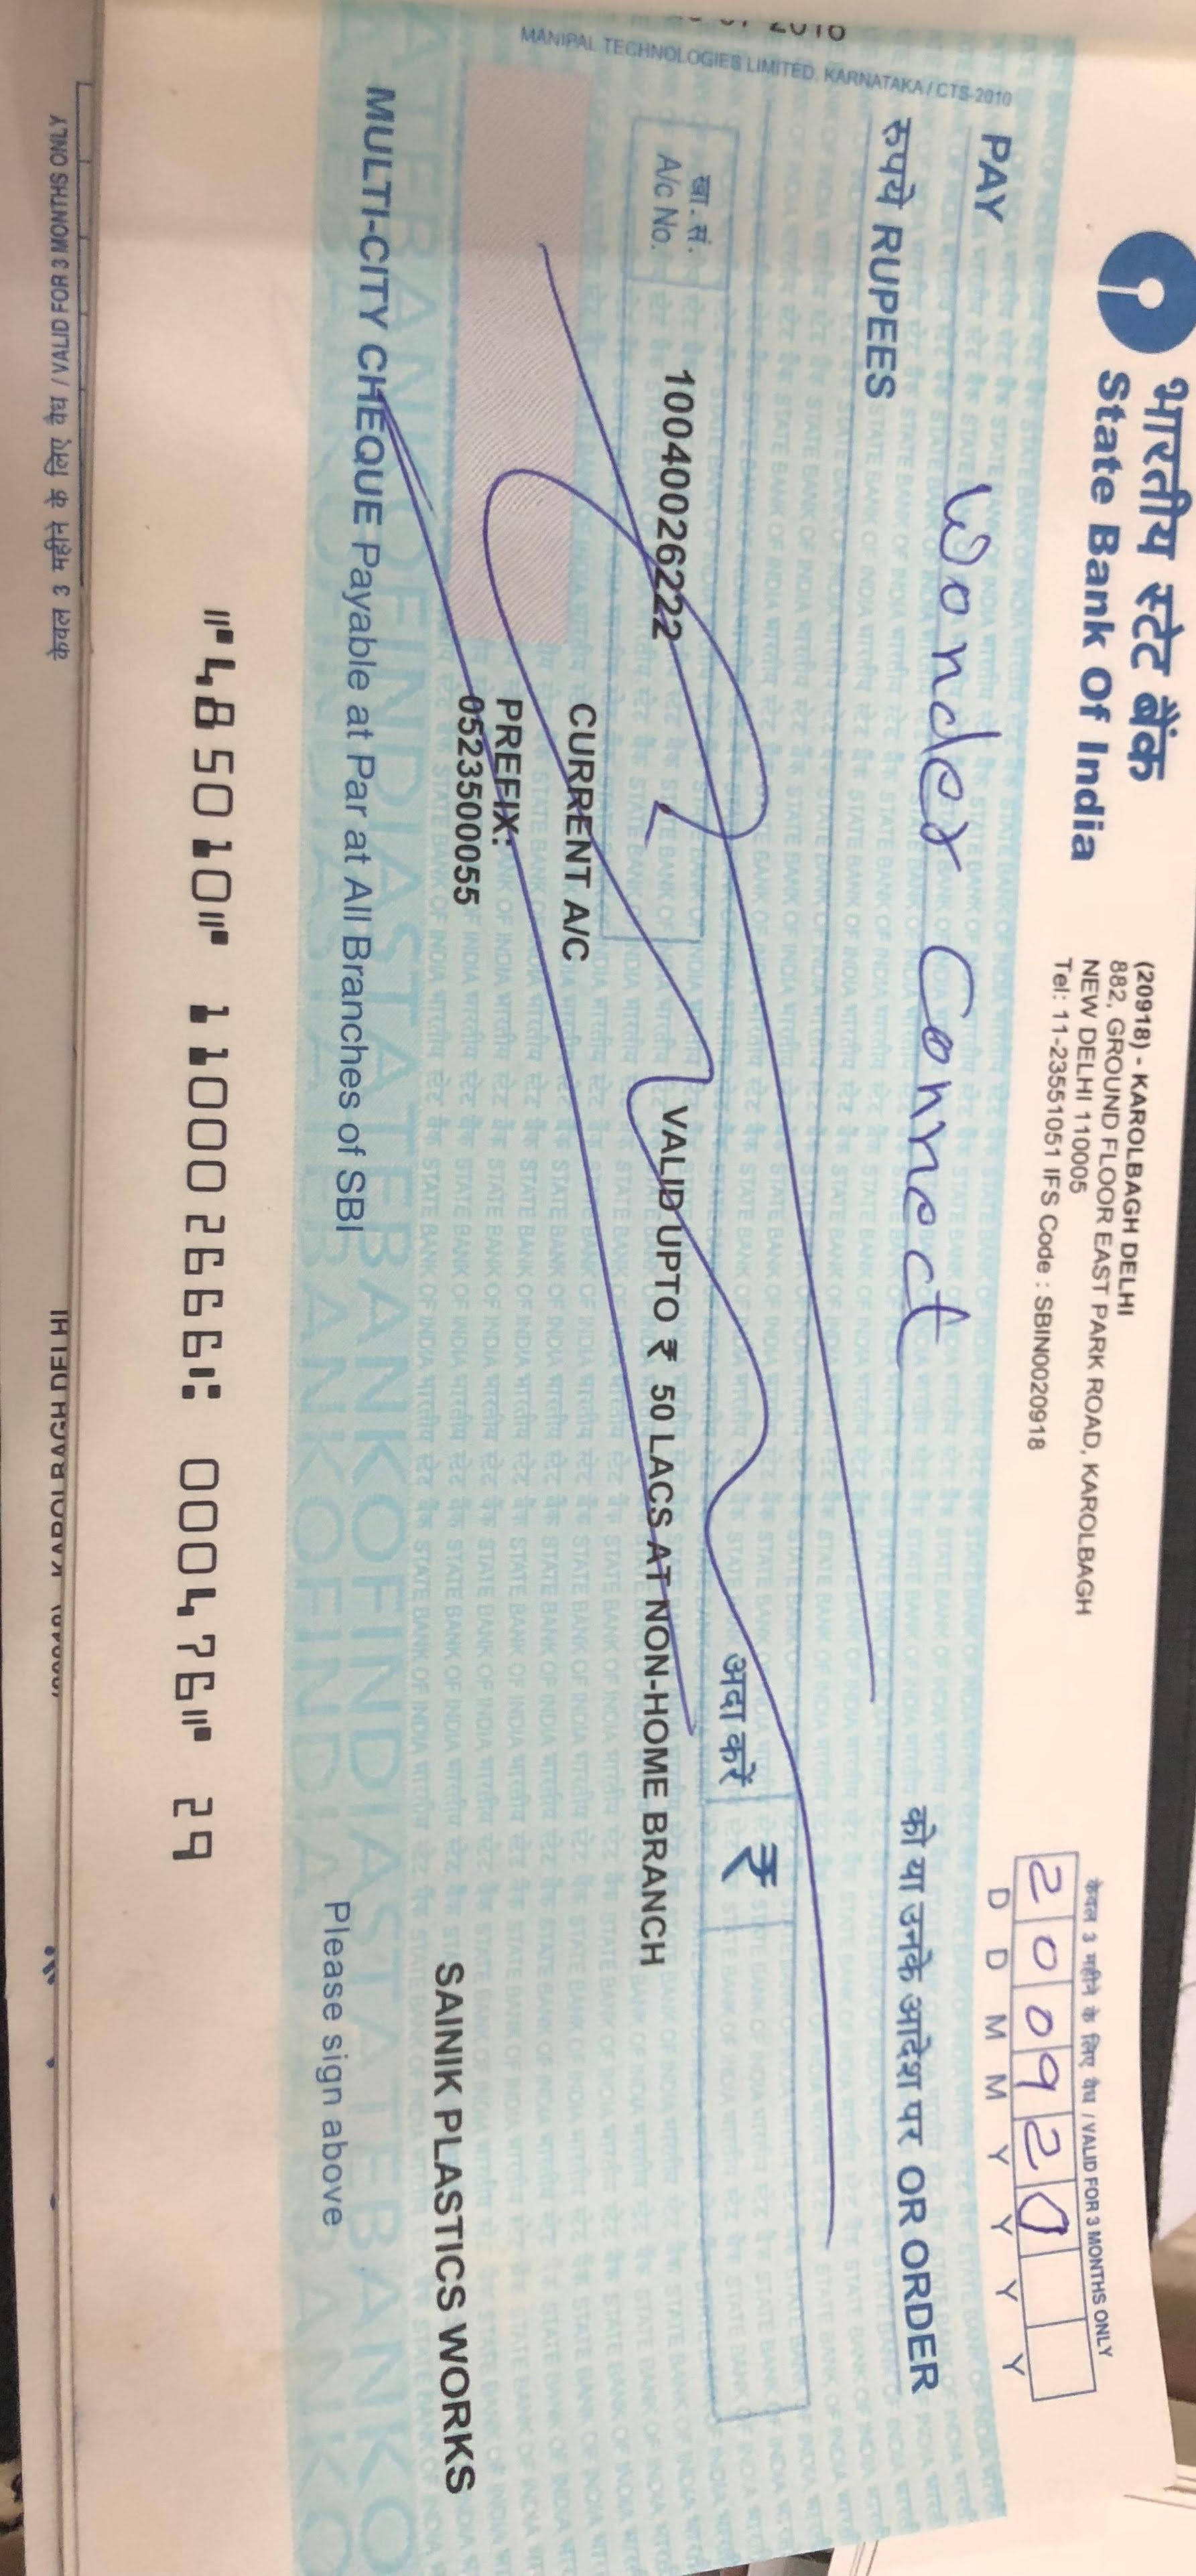 भारतीय स्टेट बैंक
State Bank Of India
(20918) - KAROLBAGH DELHI
882, GROUND FLOOR EAST PARK ROAD, KAROLBAGH
NEW DELHI 110005
Tel: 11-23551051 IFS Code : SBIN0020918
केवल 3 महीने के लिए वैध / VALID FOR 3 MONTHS ONLY
2 0 0 9 2 0
D D M M Y Y Y Y
PAY Wonder Connect
को या उनके आदेश पर OR ORDER
रुपये RUPEES
अदा करें ₹
खा. सं.
A/c No.
10040026222
VALID UPTO ₹ 50 LACS AT NON-HOME BRANCH
CURRENT A/C
PREFIX:
0523500055
SAINIK PLASTICS WORKS
MULTI-CITY CHEQUE Payable at Par at All Branches of SBI
Please sign above
⑈485010⑈ 110002666⑆ 000476⑈ 29
MANIPAL TECHNOLOGIES LIMITED, KARNATAKA / CTS-2010
केवल 3 महीने के लिए वैध / VALID FOR 3 MONTHS ONLY